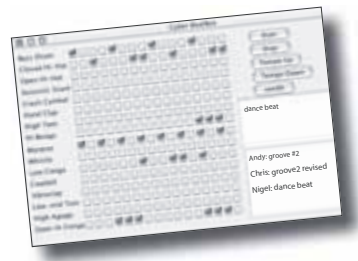 Cyber BeatBox
Bass Drum
Closed Hi-Hat
Open Hi-Hat
Acoustic Snare
Crash Cymbal
Hand Clap
High Tom
Hi Bongo
Maracas
Whistle
Low Conga
Cowbell
Vibraslap
Low-mid Tom
High Agogo
Open Hi Conga
Start
Stop
Tempo Up
Tempo Down
sendIt
dance beat
Andy: groove #2
Chris: groove2 revised
Nigel: dance beat